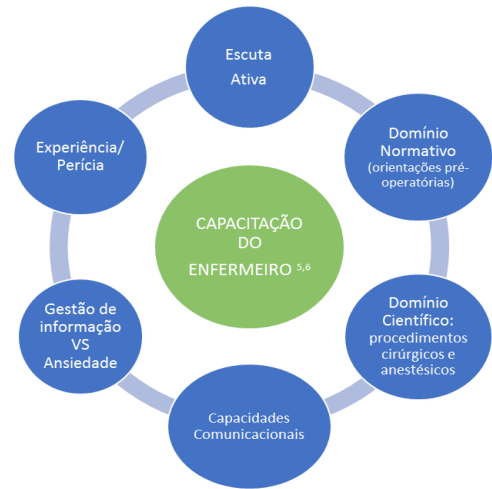 Escuta
Ativa
Domínio
Normativo
(orientações pré-
operatórias)
Domínio
Científico:
procedimentos
cirúrgicos e
anestésicos
Capacidades
Comunicacionais
Gestão de
informação
VS
Ansiedade
Experiência/
Perícia
CAPACITAÇÃO
DO
ENFERMEIRO 5,6